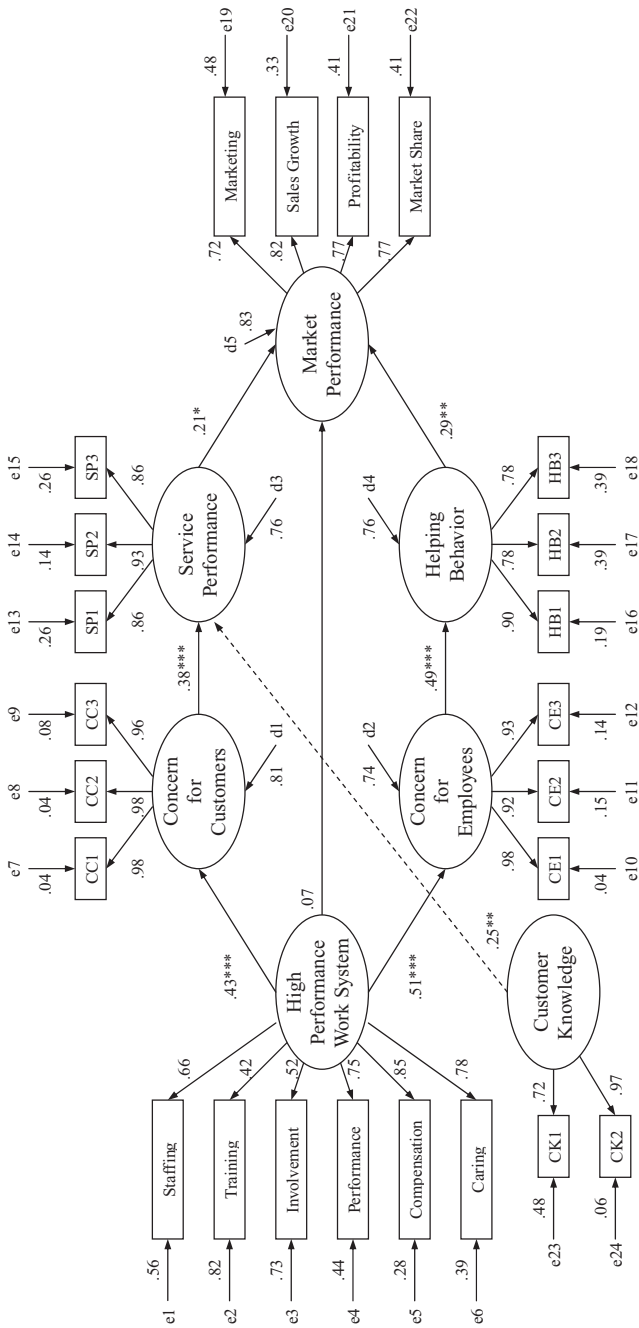 e1
.56
Staffing
.66
e2
.82
Training
.42
e3
.73
Involvement
.52
e4
.44
Performance
.75
e5
.28
Compensation
.85
e6
.39
Caring
.78
High
Performance
Work System
.43***
.07
.51***
e23
.48
CK1
.72
e24
.06
CK2
.97
Customer
Knowledge
.25**
e7
.04
CC1
.98
e8
.04
CC2
.98
e9
.08
CC3
.96
Concern
for
Customers
d1
.81
.38***
d2
.74
Concern
for
Employees
.49***
.98
CE1
.04
e10
.92
CE2
.15
e11
.93
CE3
.14
e12
e13
.26
SP1
.86
e14
.14
SP2
.93
e15
.26
SP3
.86
Service
Performance
d3
.76
.21*
d4
.76
Helping
Behavior
.29**
.90
HB1
.19
e16
.78
HB2
.39
e17
.78
HB3
.39
e18
d5
.83
Market
Performance
.72
Marketing
.48
e19
.82
Sales Growth
.33
e20
.77
Profitability
.41
e21
.77
Market Share
.41
e22